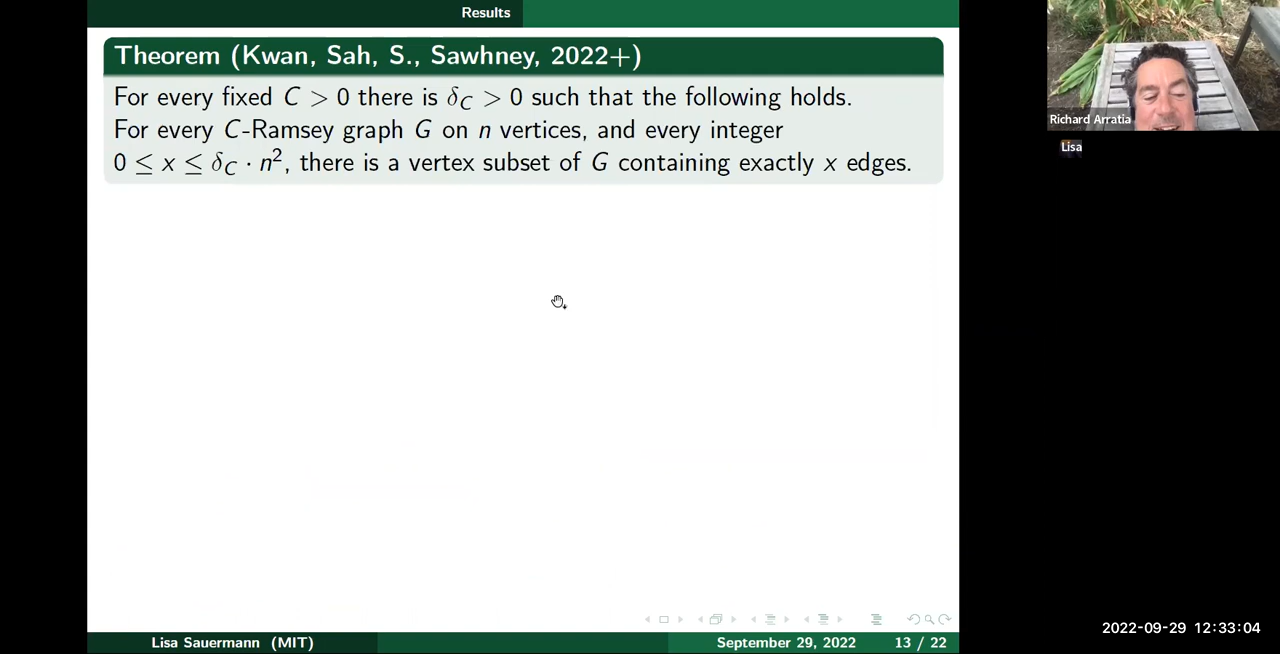 Results
Theorem (Kwan, Sah, S., Sawhney, 2022+)
For every fixed C > 0 there is δ_C > 0 such that the following holds.
For every C-Ramsey graph G on n vertices, and every integer
0 ≤ x ≤ δ_C · n², there is a vertex subset of G containing exactly x edges.
Richard Arratia
Lisa
Lisa Sauermann (MIT)
September 29, 2022
13 / 22
2022-09-29 12:33:04